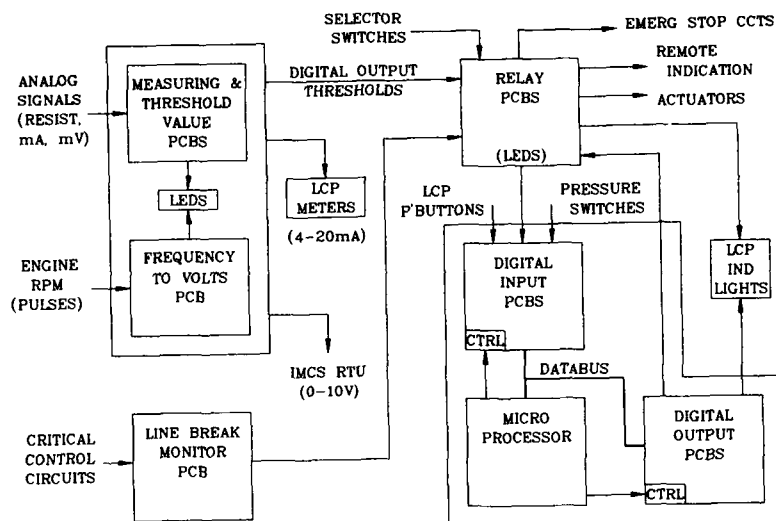 SELECTOR
SWITCHES
EMERG STOP CCTS
REMOTE
INDICATION
ACTUATORS
ANALOG
SIGNALS
(RESIST,
mA, mV)
MEASURING &
THRESHOLD
VALUE
PCBS
DIGITAL OUTPUT
THRESHOLDS
RELAY
PCBS
(LEDS)
LEDS
LCP
METERS
(4-20mA)
LCP
P'BUTTONS
PRESSURE
SWITCHES
ENGINE
RPM
(PULSES)
FREQUENCY
TO VOLTS
PCB
DIGITAL
INPUT
PCBS
CTRL
LCP
IND
LIGHTS
IMCS RTU
(0-10V)
DATABUS
CRITICAL
CONTROL
CIRCUITS
LINE BREAK
MONITOR
PCB
MICRO
PROCESSOR
DIGITAL
OUTPUT
PCBS
CTRL